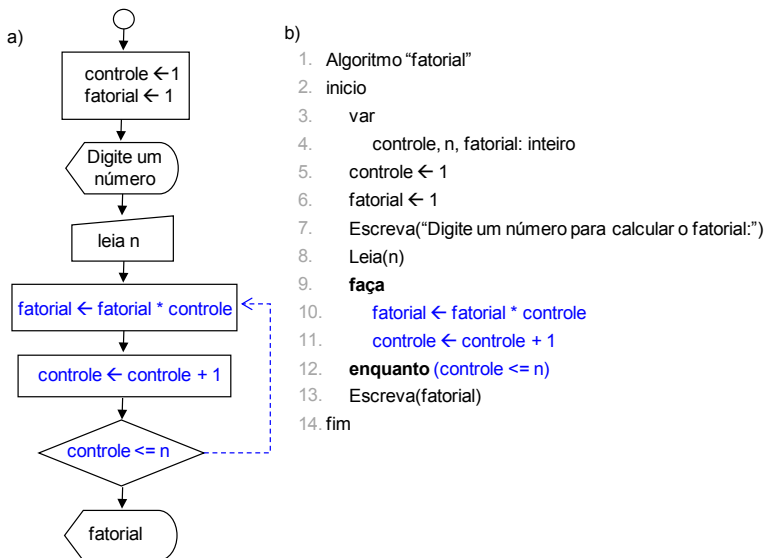 a)
controle ←1
fatorial ← 1
Digite um
número
leia n
fatorial ← fatorial * controle
controle ← controle + 1
controle <= n
fatorial
b)
1. Algoritmo “fatorial”
2. inicio
3. var
4. controle, n, fatorial: inteiro
5. controle ← 1
6. fatorial ← 1
7. Escreva(“Digite um número para calcular o fatorial:”)
8. Leia(n)
9. faça
10. fatorial ← fatorial * controle
11. controle ← controle + 1
12. enquanto (controle <= n)
13. Escreva(fatorial)
14. fim